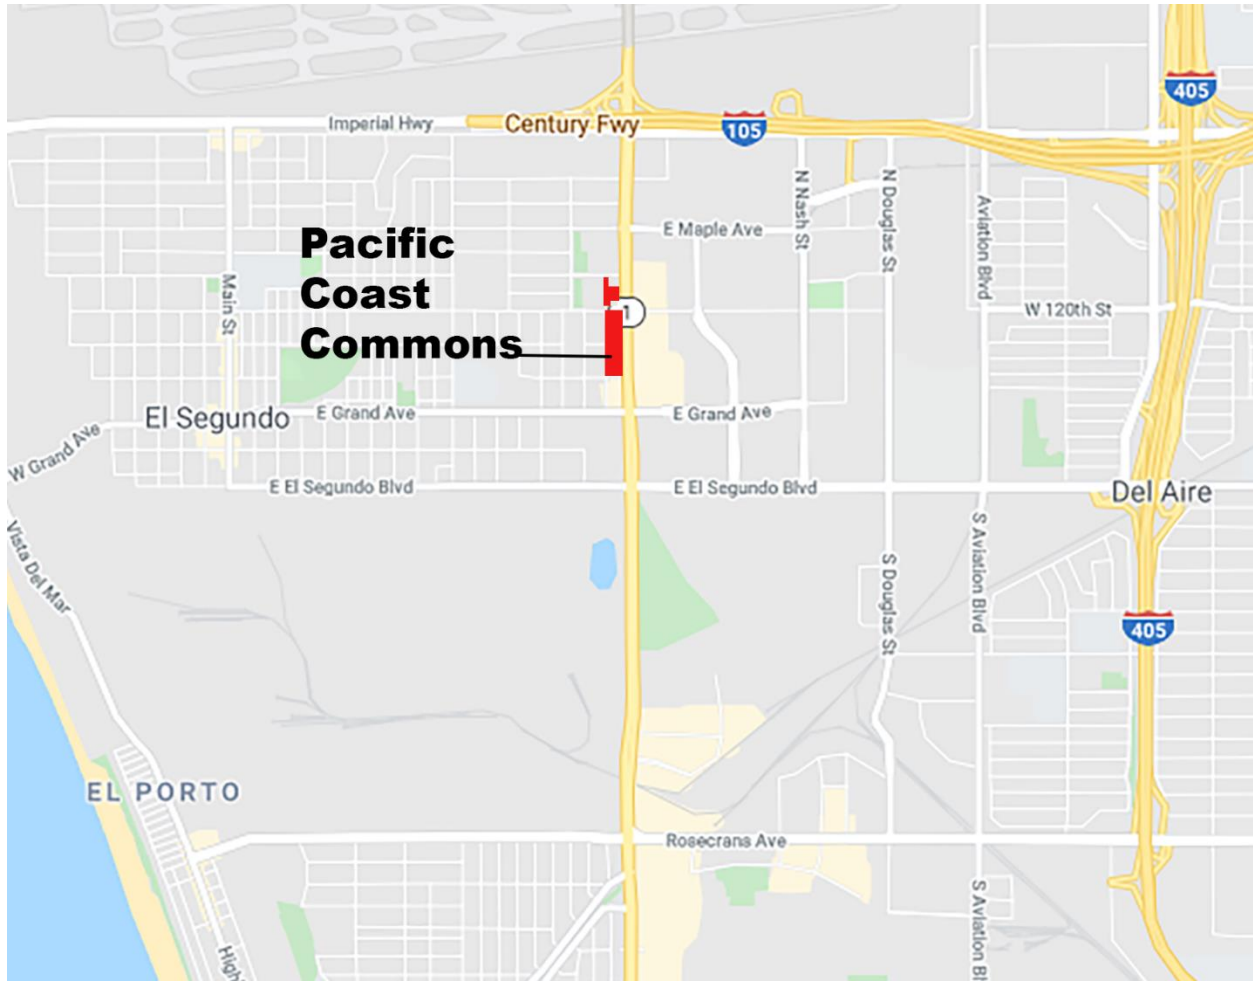 405
Imperial Hwy
Century Fwy
105
N Nash St
N Douglas St
Aviation Blvd
E Maple Ave
Pacific
Coast
Commons
Main St
1
W 120th St
El Segundo
E Grand Ave
E Grand Ave
W Grand Ave
E El Segundo Blvd
E El Segundo Blvd
Del Aire
Vista Del Mar
S Douglas St
S Aviation Blvd
405
EL PORTO
Rosecrans Ave
S Aviation Bl
High